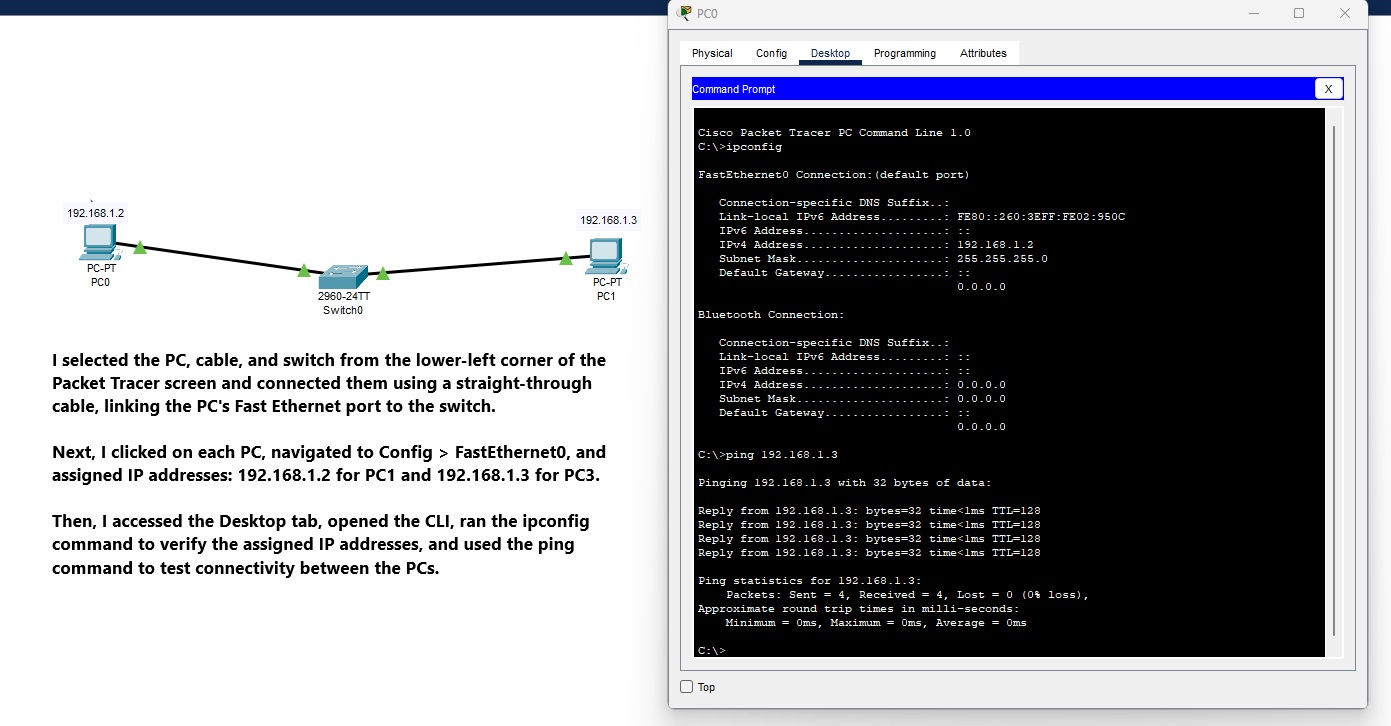 192.168.1.2
PC-PT
PC0
2960-24TT
Switch0
192.168.1.3
PC-PT
PC1
I selected the PC, cable, and switch from the lower-left corner of the
Packet Tracer screen and connected them using a straight-through
cable, linking the PC's Fast Ethernet port to the switch.
Next, I clicked on each PC, navigated to Config > FastEthernet0, and
assigned IP addresses: 192.168.1.2 for PC1 and 192.168.1.3 for PC3.
Then, I accessed the Desktop tab, opened the CLI, ran the ipconfig
command to verify the assigned IP addresses, and used the ping
command to test connectivity between the PCs.
PC0
Physical Config Desktop Programming Attributes
Command Prompt X
Cisco Packet Tracer PC Command Line 1.0
C:\>ipconfig
FastEthernet0 Connection:(default port)
Connection-specific DNS Suffix..:
Link-local IPv6 Address.........: FE80::260:3EFF:FE02:950C
IPv6 Address....................: ::
IPv4 Address....................: 192.168.1.2
Subnet Mask.....................: 255.255.255.0
Default Gateway.................: ::
0.0.0.0
Bluetooth Connection:
Connection-specific DNS Suffix..:
Link-local IPv6 Address.........: ::
IPv6 Address....................: ::
IPv4 Address....................: 0.0.0.0
Subnet Mask.....................: 0.0.0.0
Default Gateway.................: ::
0.0.0.0
C:\>ping 192.168.1.3
Pinging 192.168.1.3 with 32 bytes of data:
Reply from 192.168.1.3: bytes=32 time<1ms TTL=128
Reply from 192.168.1.3: bytes=32 time<1ms TTL=128
Reply from 192.168.1.3: bytes=32 time<1ms TTL=128
Reply from 192.168.1.3: bytes=32 time<1ms TTL=128
Ping statistics for 192.168.1.3:
Packets: Sent = 4, Received = 4, Lost = 0 (0% loss),
Approximate round trip times in milli-seconds:
Minimum = 0ms, Maximum = 0ms, Average = 0ms
C:\>
Top